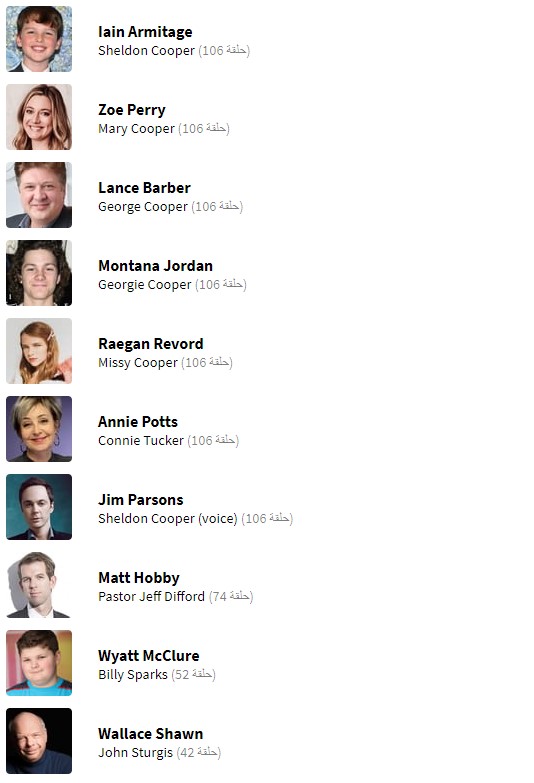 Iain Armitage
Sheldon Cooper (106 حلقة)
Zoe Perry
Mary Cooper (106 حلقة)
Lance Barber
George Cooper (106 حلقة)
Montana Jordan
Georgie Cooper (106 حلقة)
Raegan Revord
Missy Cooper (106 حلقة)
Annie Potts
Connie Tucker (106 حلقة)
Jim Parsons
Sheldon Cooper (voice) (106 حلقة)
Matt Hobby
Pastor Jeff Difford (74 حلقة)
Wyatt McClure
Billy Sparks (52 حلقة)
Wallace Shawn
John Sturgis (42 حلقة)